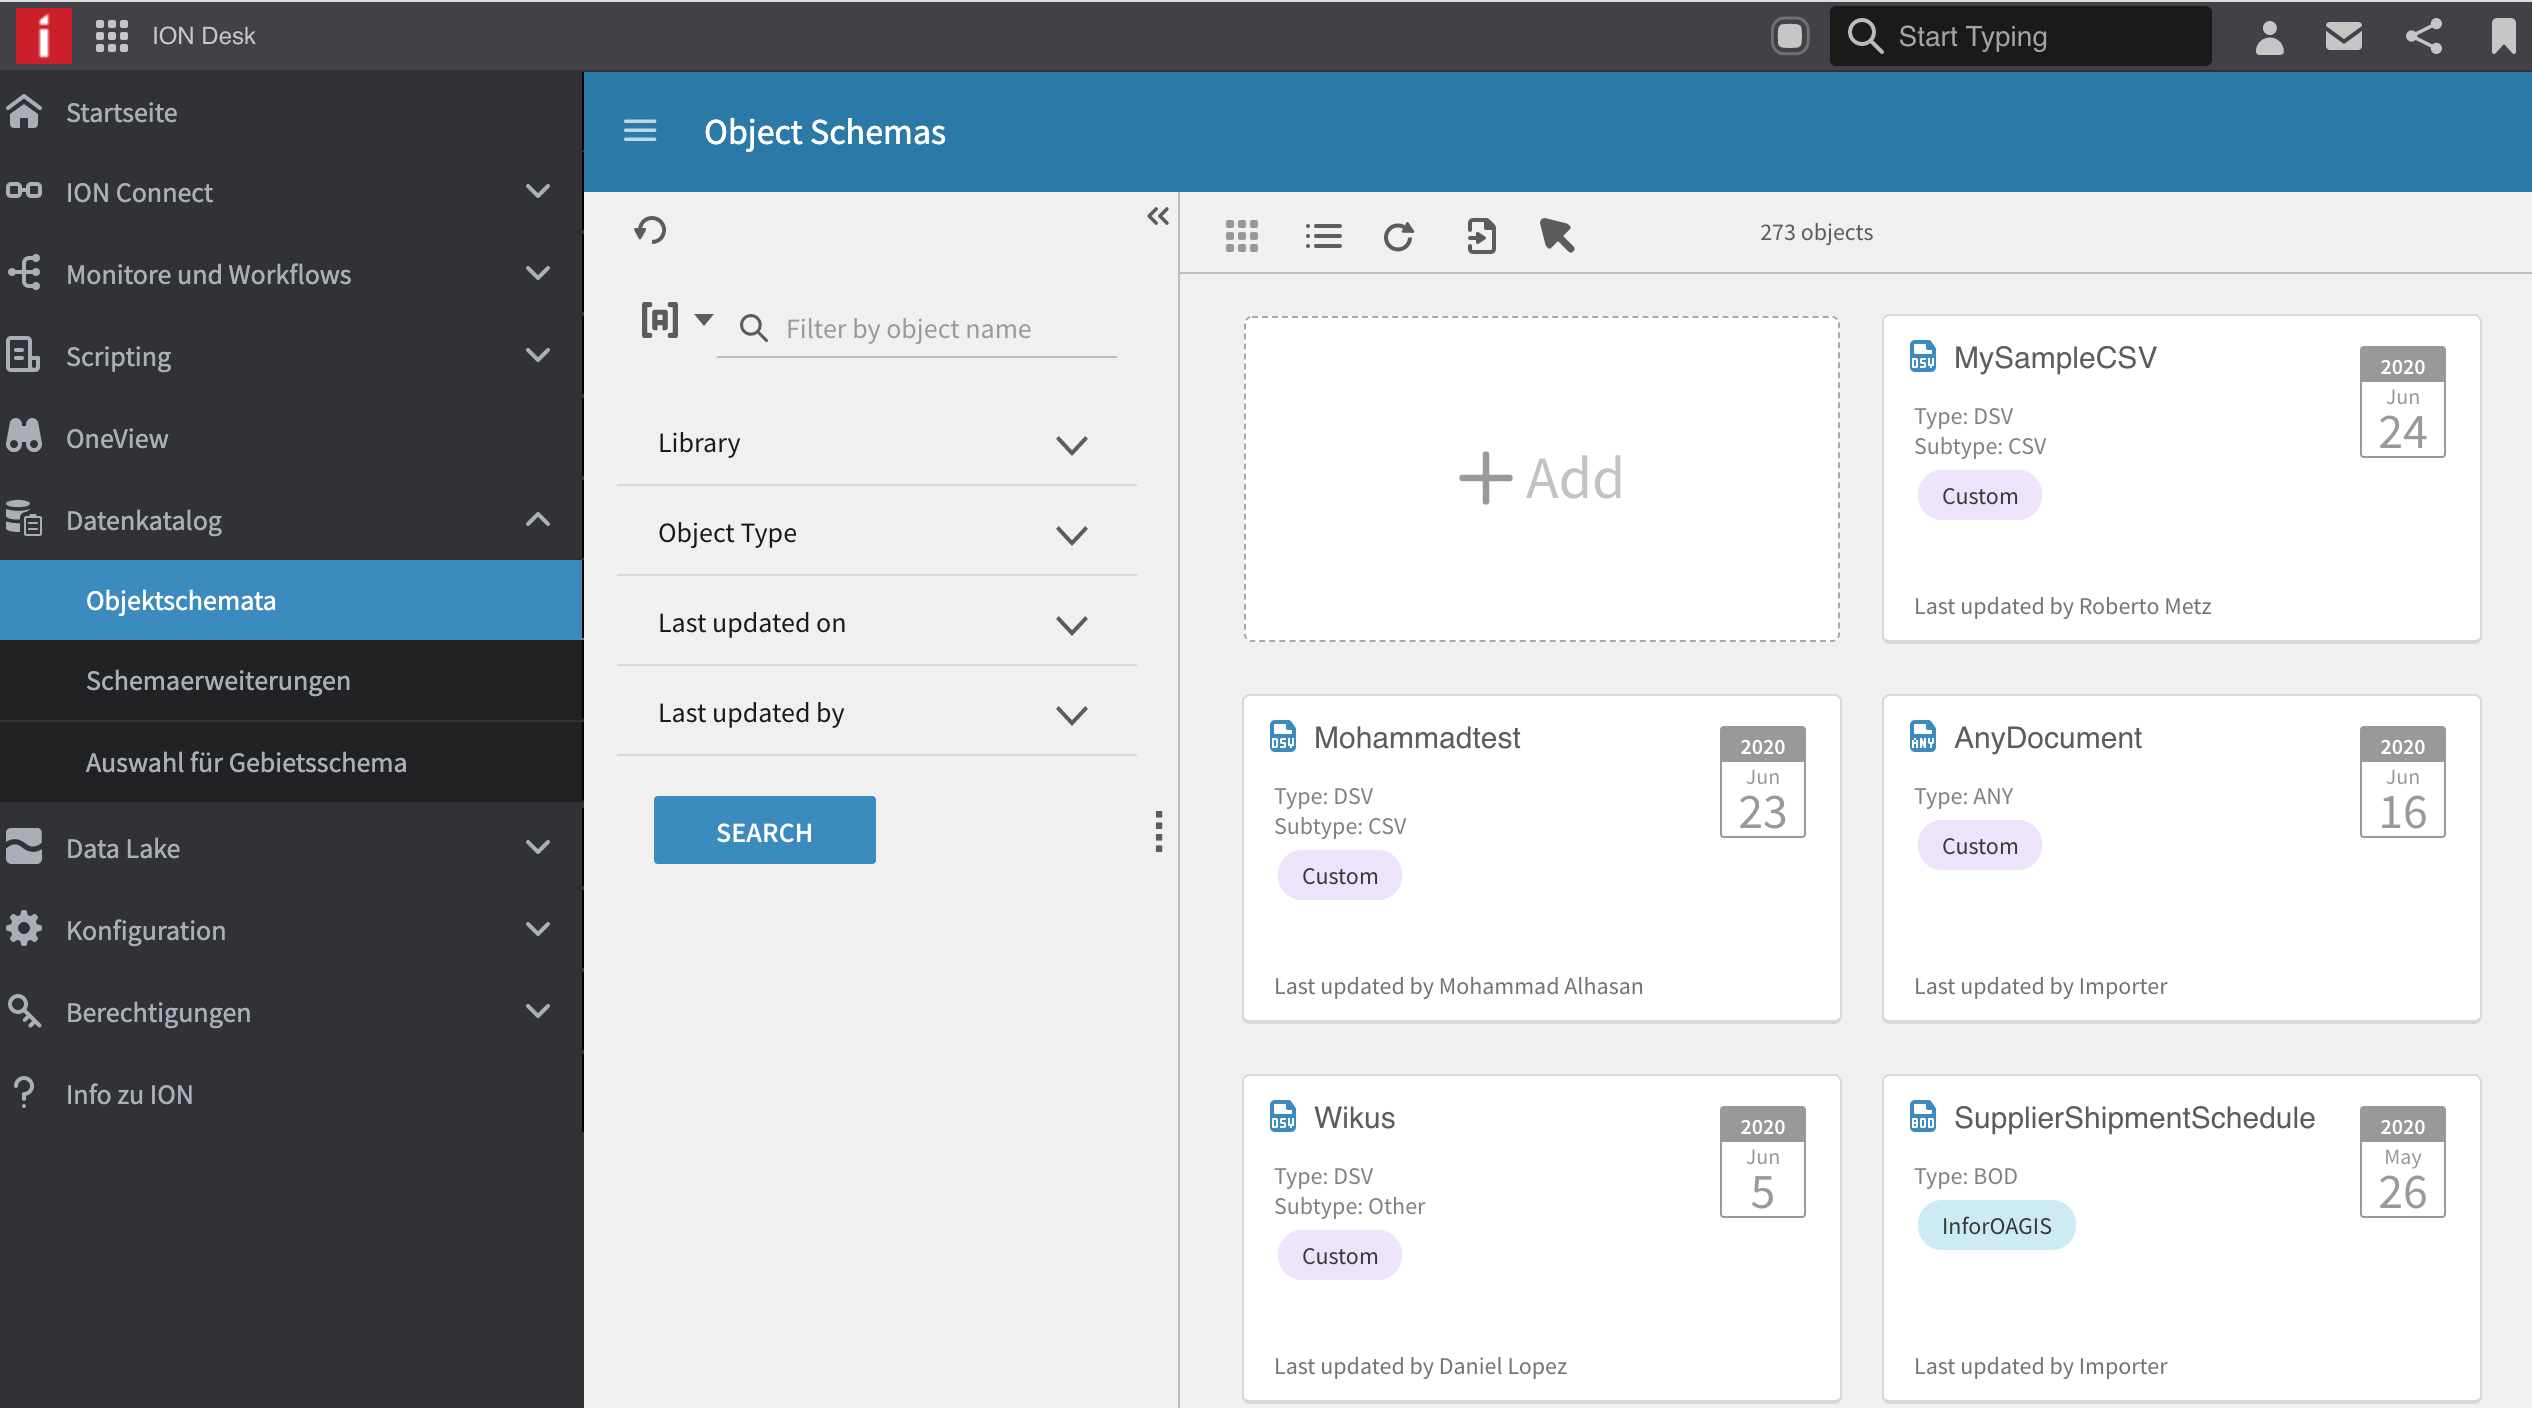 ION Desk
Start Typing
Startseite
ION Connect
Monitore und Workflows
Scripting
OneView
Datenkatalog
Objektschemata
Schemaerweiterungen
Auswahl für Gebietsschema
Data Lake
Konfiguration
Berechtigungen
Info zu ION
Object Schemas
[A]
Filter by object name
Library
Object Type
Last updated on
Last updated by
SEARCH
273 objects
Add
DSV
MySampleCSV
2020
Jun
24
Type: DSV
Subtype: CSV
Custom
Last updated by Roberto Metz
DSV
Mohammadtest
2020
Jun
23
Type: DSV
Subtype: CSV
Custom
Last updated by Mohammad Alhasan
ANY
AnyDocument
2020
Jun
16
Type: ANY
Custom
Last updated by Importer
DSV
Wikus
2020
Jun
5
Type: DSV
Subtype: Other
Custom
Last updated by Daniel Lopez
BOD
SupplierShipmentSchedule
2020
May
26
Type: BOD
InforOAGIS
Last updated by Importer